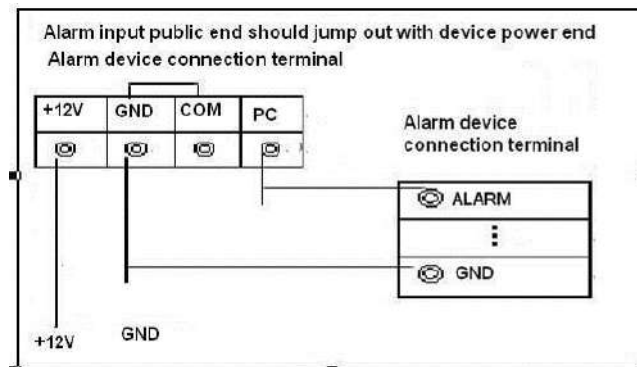 Alarm input public end should jump out with device power end
Alarm device connection terminal
+12V GND COM PC
Alarm device
connection terminal
ALARM
GND
+12V GND